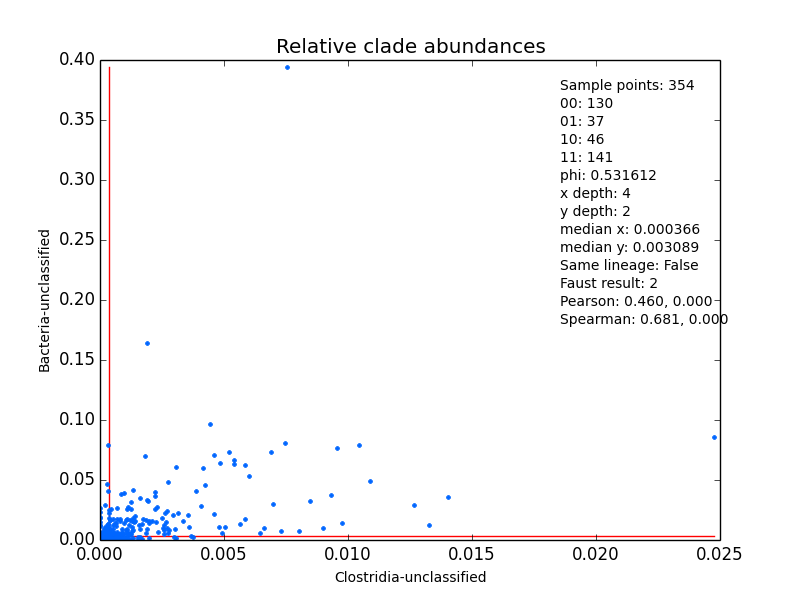 Relative clade abundances
0.40
0.35
0.30
0.25
0.20
0.15
0.10
0.05
0.00
Bacteria-unclassified
Sample points: 354
00: 130
01: 37
10: 46
11: 141
phi: 0.531612
x depth: 4
y depth: 2
median x: 0.000366
median y: 0.003089
Same lineage: False
Faust result: 2
Pearson: 0.460, 0.000
Spearman: 0.681, 0.000
0.000 0.005 0.010 0.015 0.020 0.025
Clostridia-unclassified